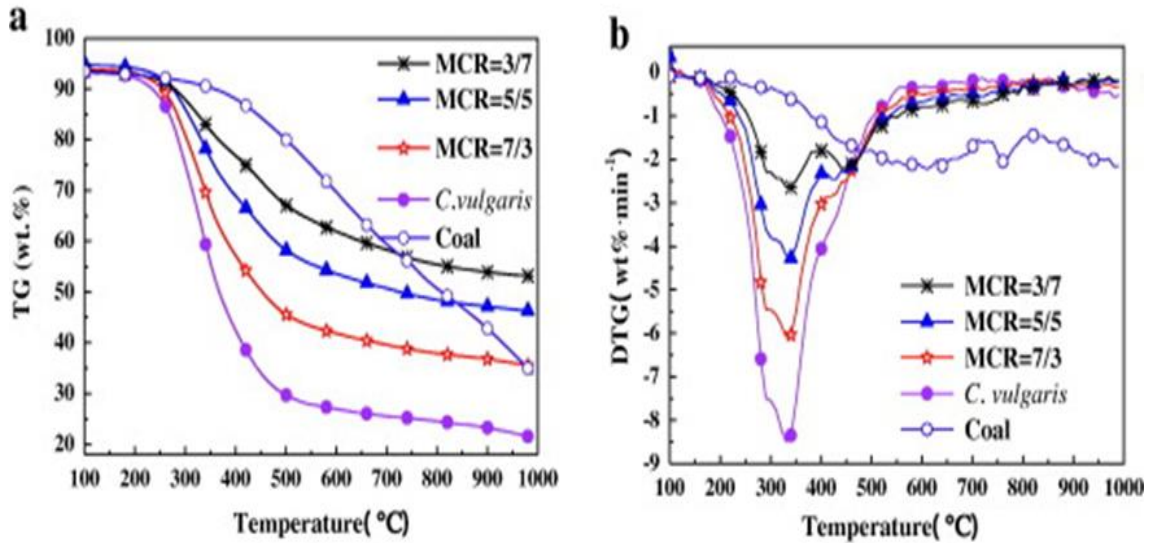 a
TG (wt.%)
100
90
80
70
60
50
40
30
20
MCR=3/7
MCR=5/5
MCR=7/3
C.vulgaris
Coal
100 200 300 400 500 600 700 800 900 1000
Temperature( °C)
b
DTG( wt%·min-1)
0
-1
-2
-3
-4
-5
-6
-7
-8
-9
MCR=3/7
MCR=5/5
MCR=7/3
C. vulgaris
Coal
100 200 300 400 500 600 700 800 900 1000
Temperature( °C)